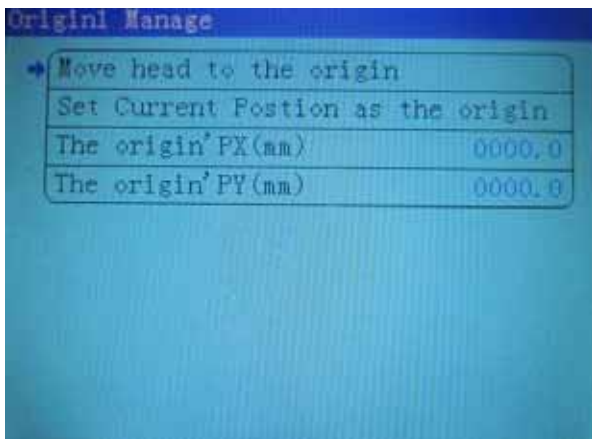 Origin1 Manage
Move head to the origin
Set Current Postion as the origin
The origin'PX(mm) 0000.0
The origin'PY(mm) 0000.0